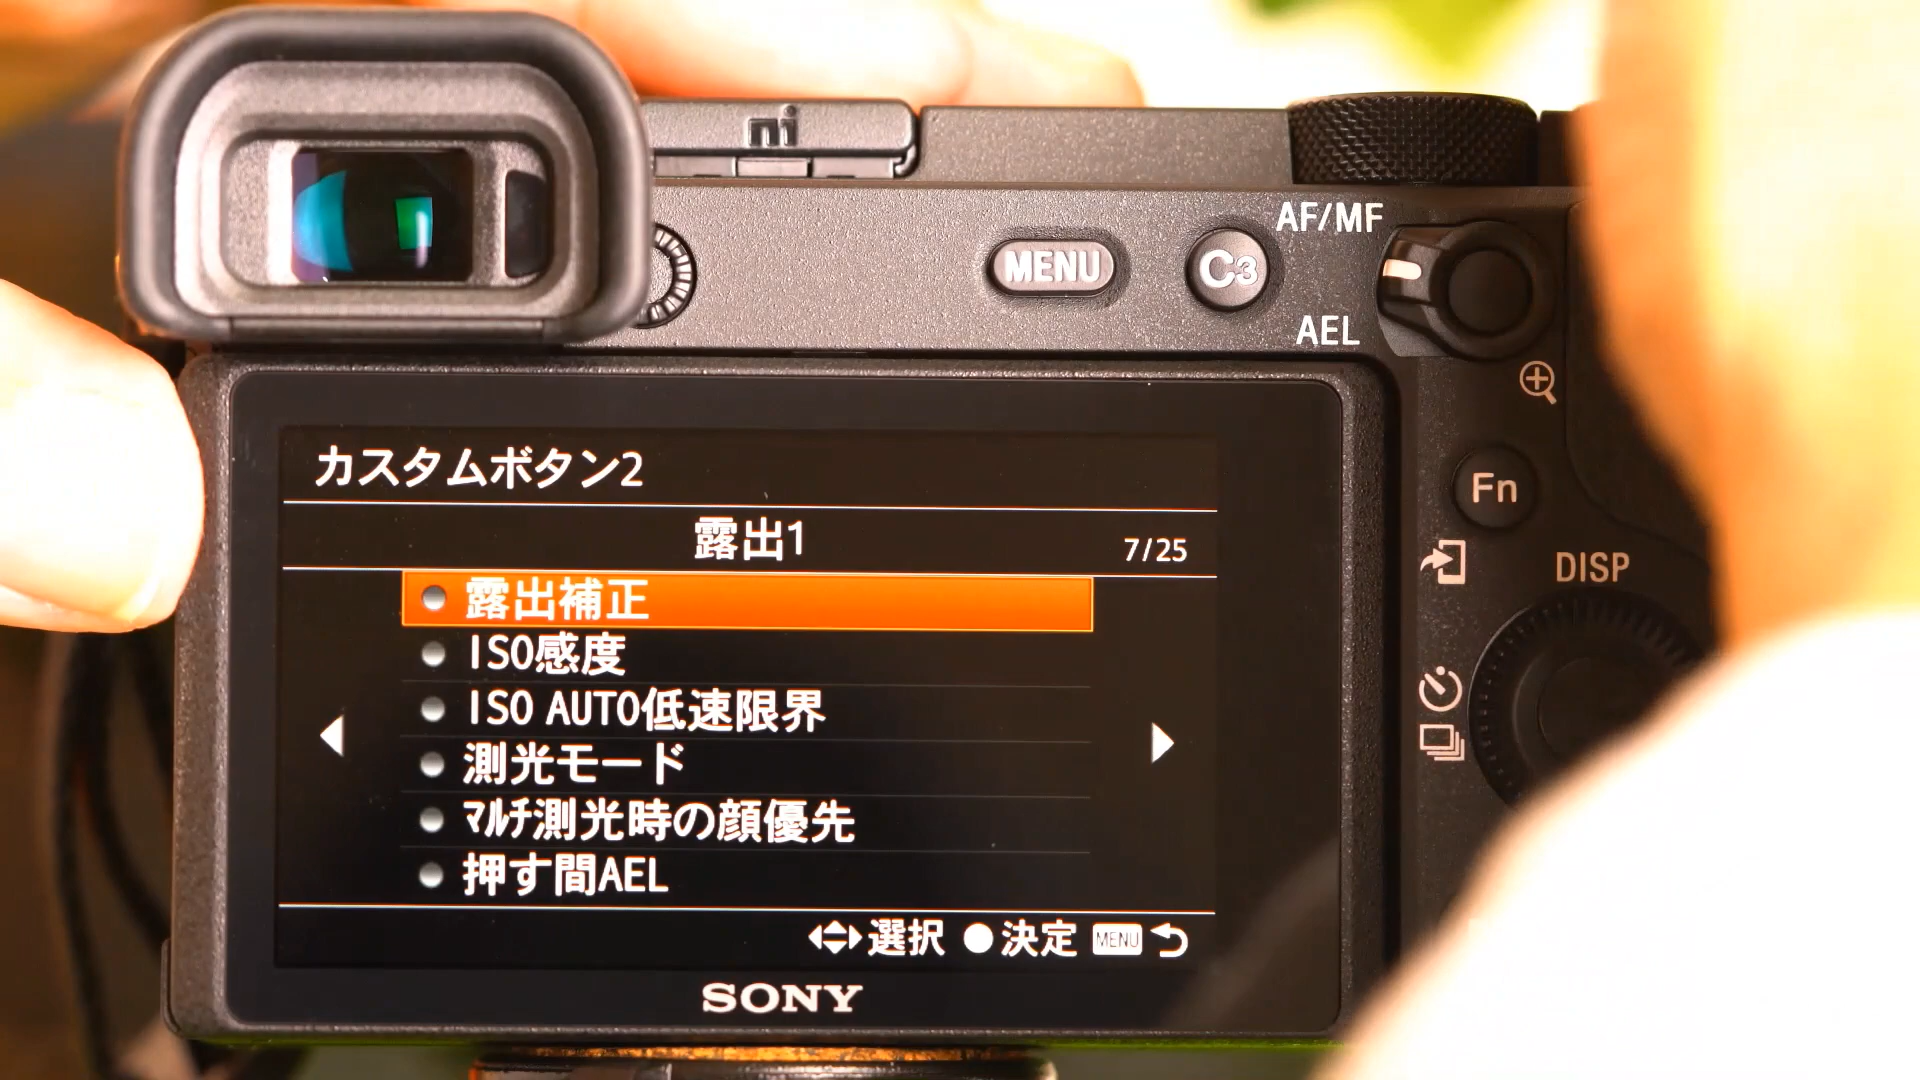 mi
MENU
C3
AF/MF
AEL
Fn
DISP
カスタムボタン2
露出1
7/25
露出補正
ISO感度
ISO AUTO低速限界
測光モード
ﾏﾙﾁ測光時の顔優先
押す間AEL
選択 決定 MENU
SONY